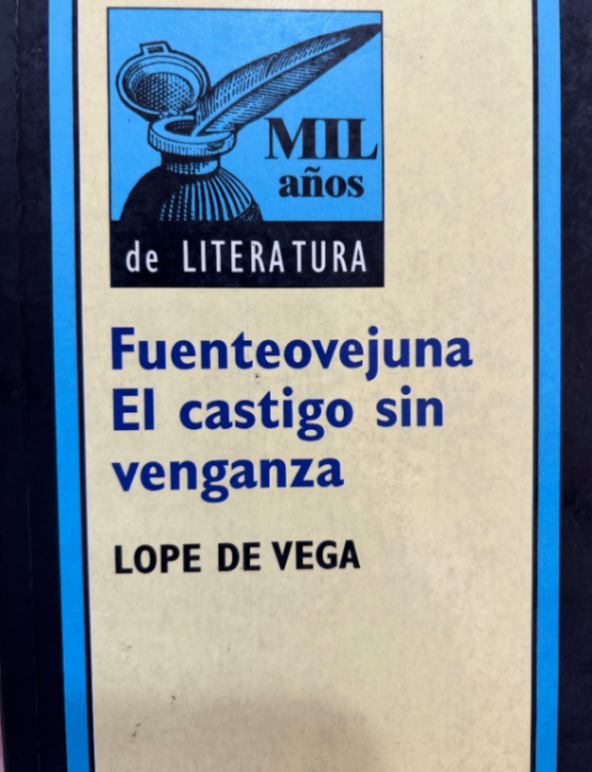 MIL
años
de LITERATURA
Fuenteovejuna
El castigo sin
venganza
LOPE DE VEGA